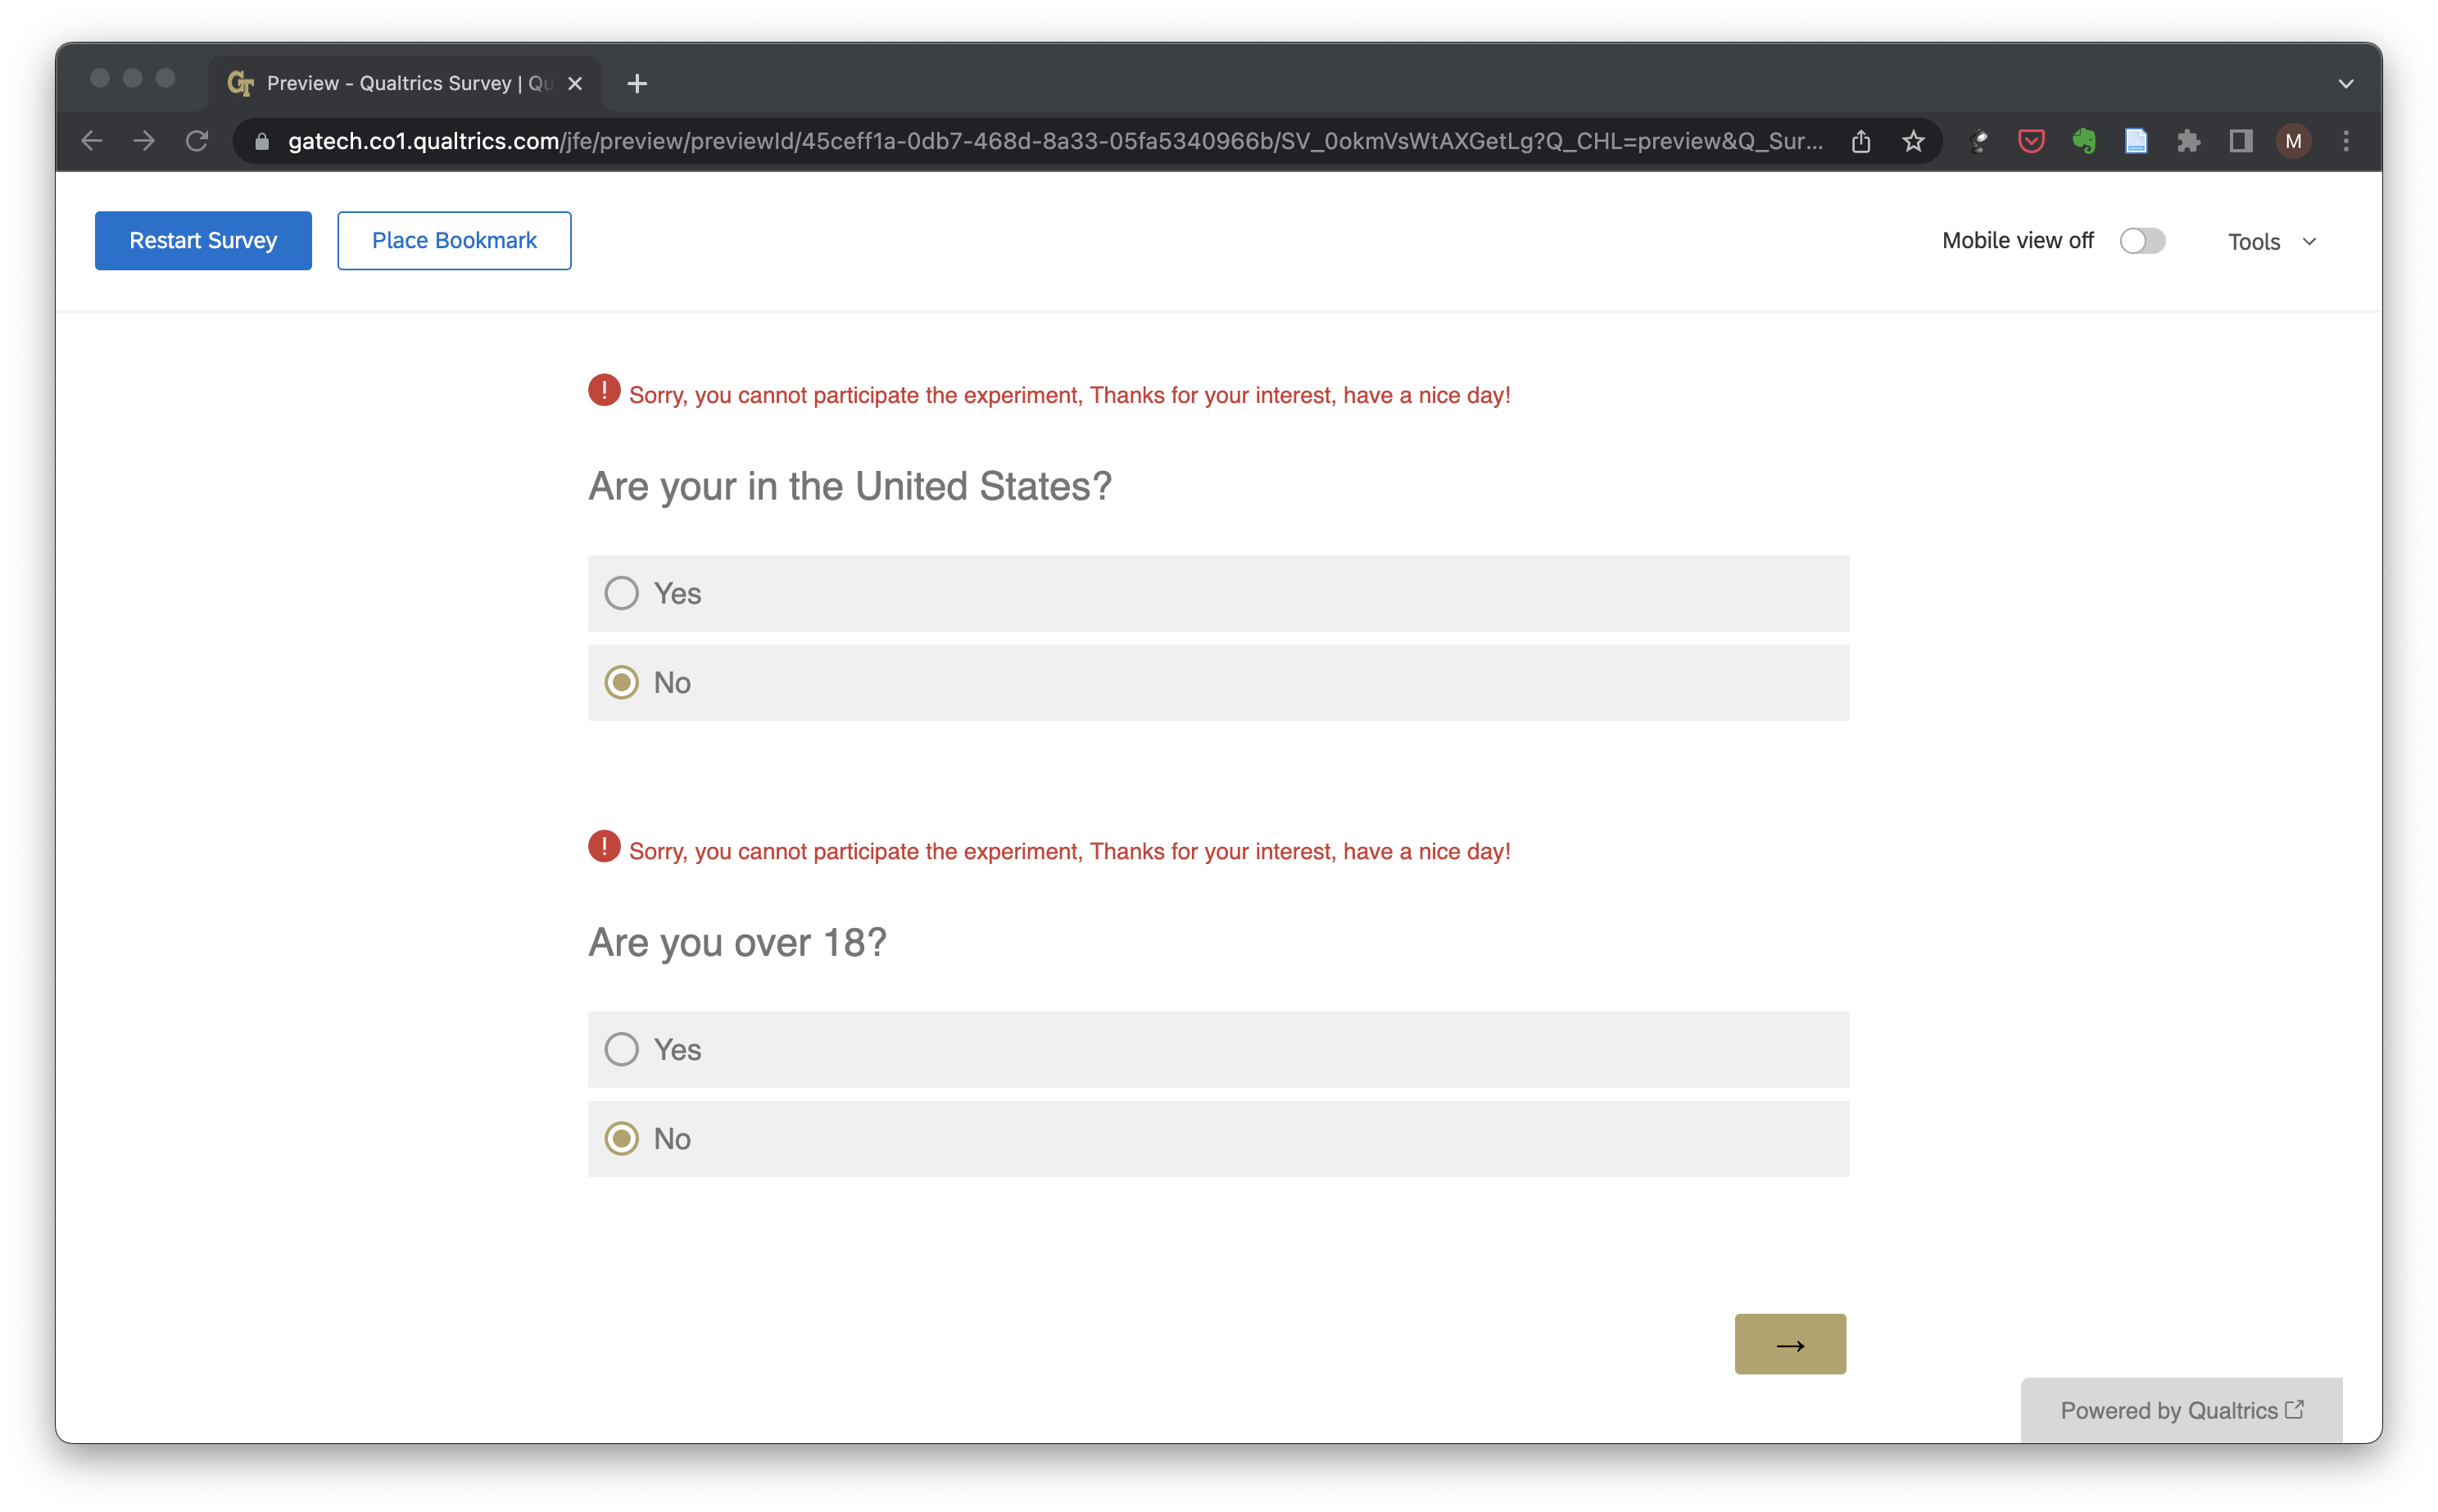 GT Preview - Qualtrics Survey | Qu
gatech.co1.qualtrics.com/jfe/preview/previewId/45ceff1a-0db7-468d-8a33-05fa5340966b/SV_0okmVsWtAXGetLg?Q_CHL=preview&Q_Sur...
M
Restart Survey
Place Bookmark
Mobile view off
Tools
! Sorry, you cannot participate the experiment, Thanks for your interest, have a nice day!
Are your in the United States?
Yes
No
! Sorry, you cannot participate the experiment, Thanks for your interest, have a nice day!
Are you over 18?
Yes
No
→
Powered by Qualtrics